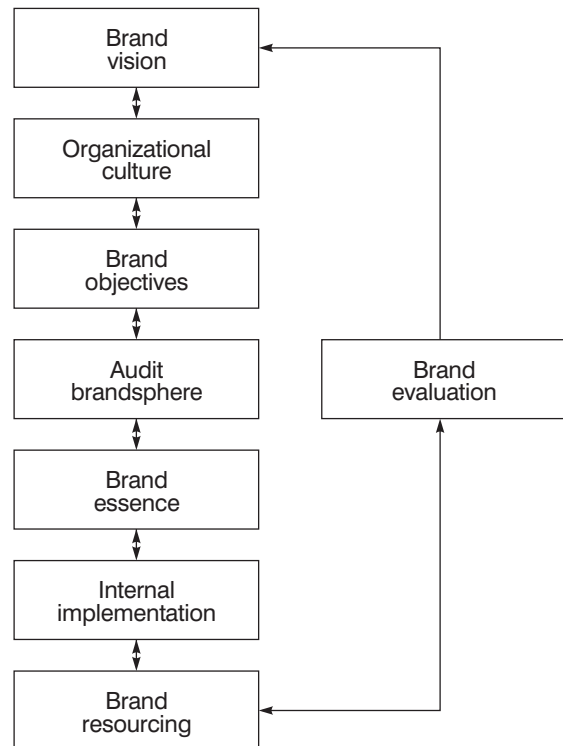 Brand
vision
Organizational
culture
Brand
objectives
Audit
brandsphere
Brand
evaluation
Brand
essence
Internal
implementation
Brand
resourcing